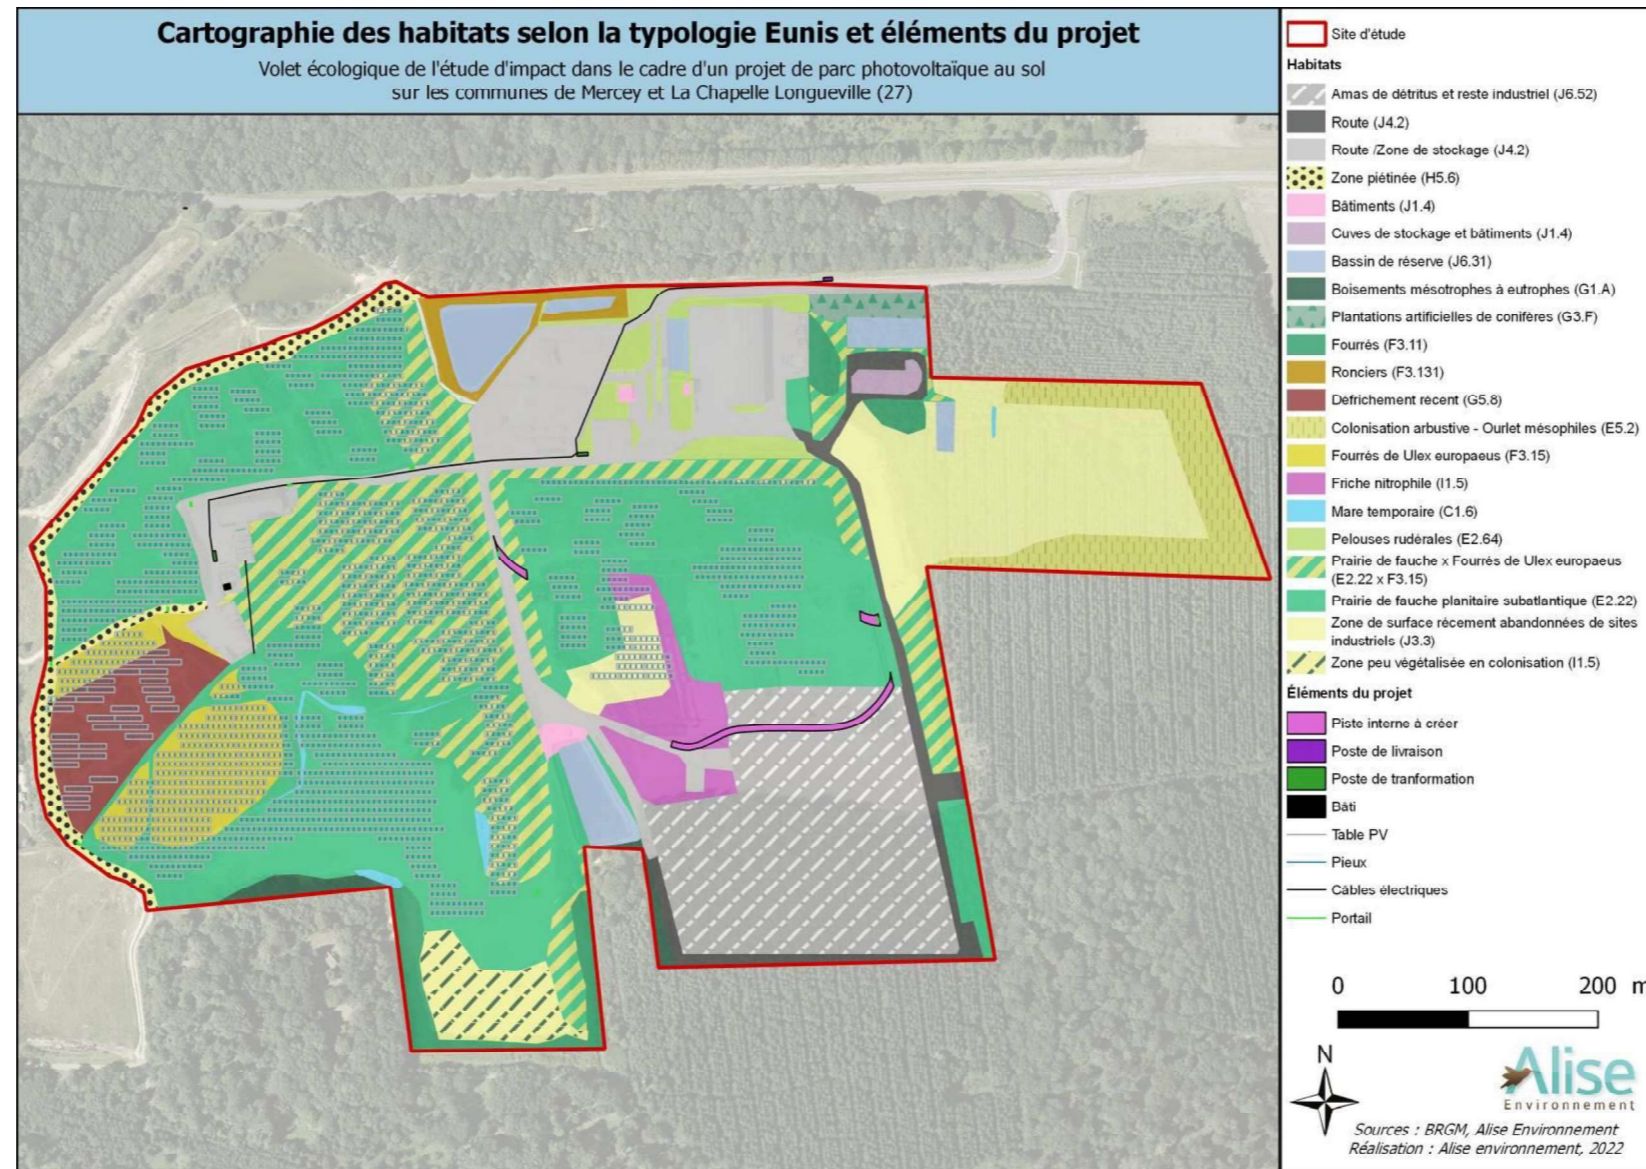 Cartographie des habitats selon la typologie Eunis et éléments du projet
Volet écologique de l'étude d'impact dans le cadre d'un projet de parc photovoltaïque au sol
sur les communes de Mercey et La Chapelle Longueville (27)
Site d'étude
Habitats
Amas de détritus et reste industriel (J6.52)
Route (J4.2)
Route /Zone de stockage (J4.2)
Zone piétinée (H5.6)
Bâtiments (J1.4)
Cuves de stockage et bâtiments (J1.4)
Bassin de réserve (J6.31)
Boisements mésotrophes à eutrophes (G1.A)
Plantations artificielles de conifères (G3.F)
Fourrés (F3.11)
Ronciers (F3.131)
Défrichement récent (G5.8)
Colonisation arbustive - Ourlet mésophiles (E5.2)
Fourrés de Ulex europaeus (F3.15)
Friche nitrophile (I1.5)
Mare temporaire (C1.6)
Pelouses rudérales (E2.64)
Prairie de fauche x Fourrés de Ulex europaeus
(E2.22 x F3.15)
Prairie de fauche planitaire subatlantique (E2.22)
Zone de surface récement abandonnées de sites
industriels (J3.3)
Zone peu végétalisée en colonisation (I1.5)
Éléments du projet
Piste interne à créer
Poste de livraison
Poste de tranformation
Bâti
Table PV
Pieux
Câbles électriques
Portail
0 100 200 m
N
Alise
Environnement
Sources : BRGM, Alise Environnement
Réalisation : Alise environnement, 2022